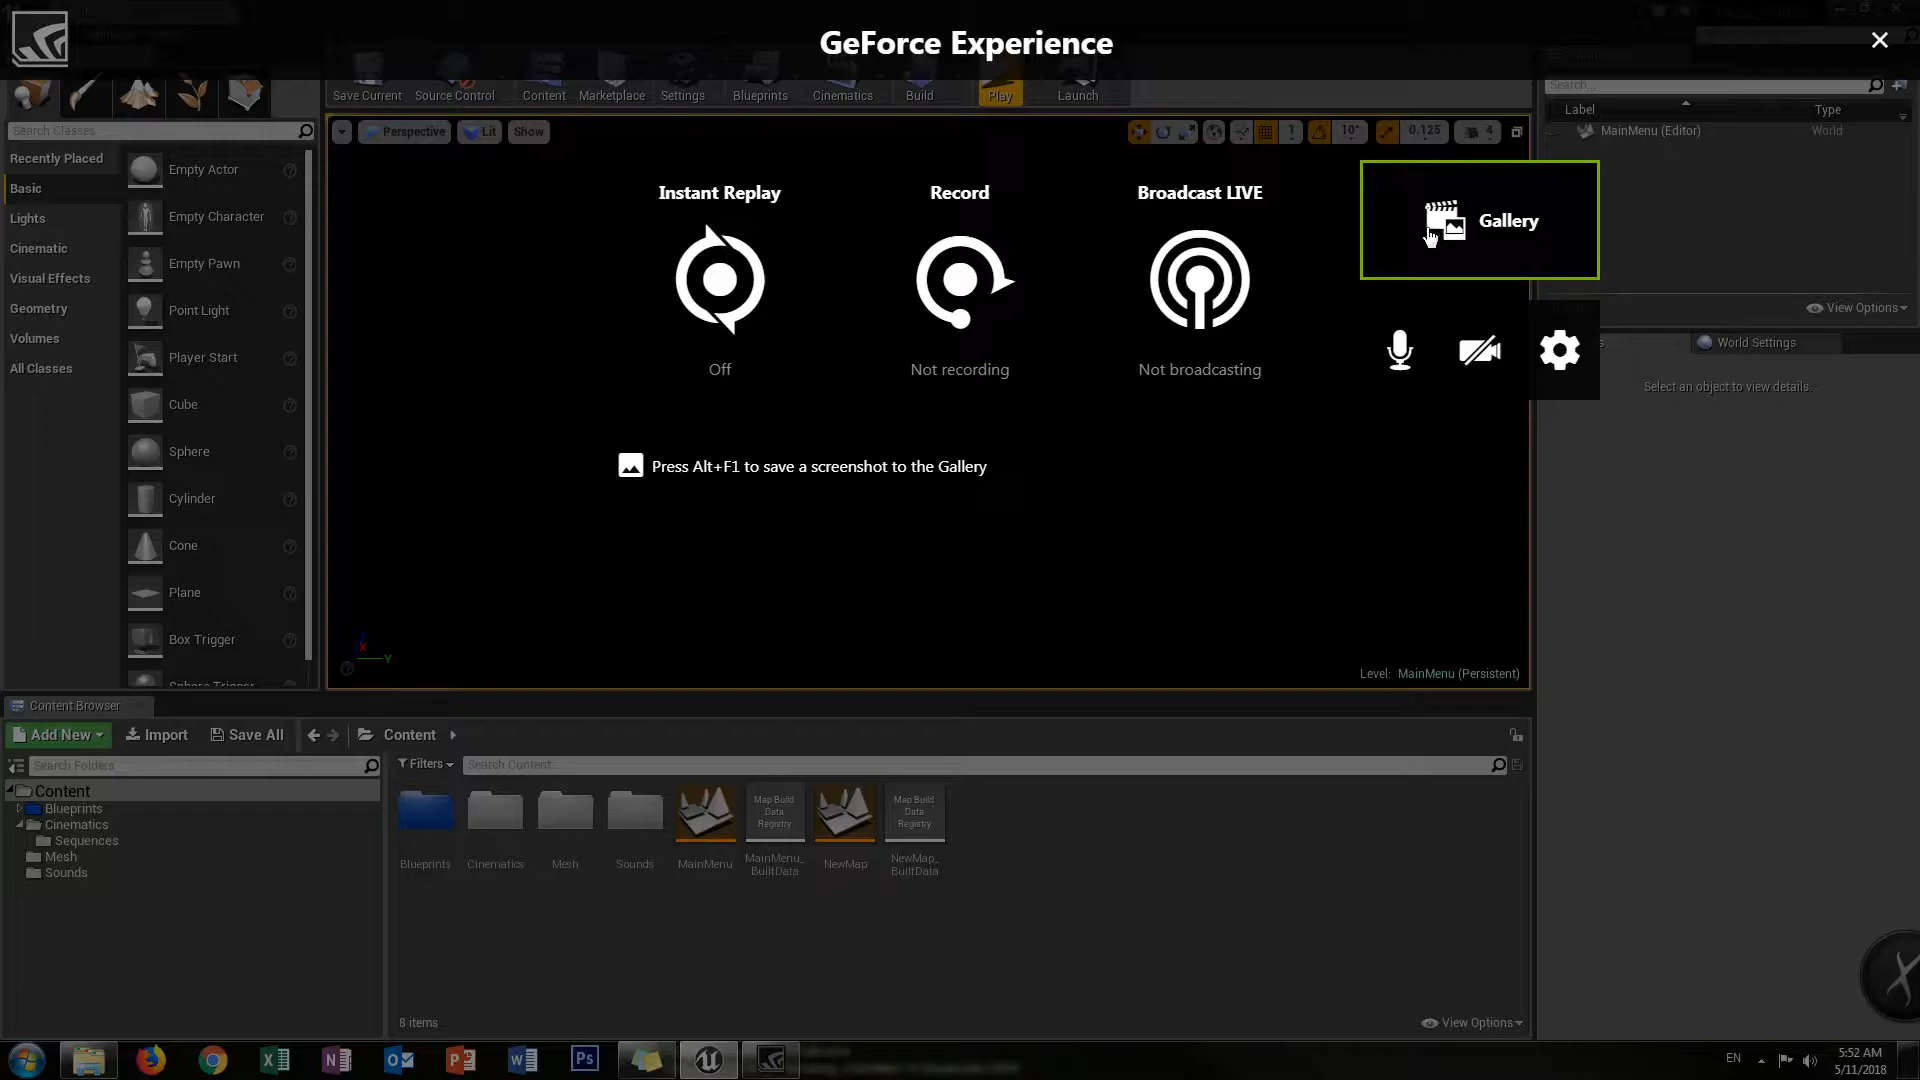 GeForce Experience
Save Current
Source Control
Content
Marketplace
Settings
Blueprints
Cinematics
Build
Play
Launch
Search...
Label
Type
MainMenu (Editor)
World
Search Classes
Perspective
Lit
Show
10°
0.125
4
Recently Placed
Basic
Lights
Cinematic
Visual Effects
Geometry
Volumes
All Classes
Empty Actor
Empty Character
Empty Pawn
Point Light
Player Start
Cube
Sphere
Cylinder
Cone
Plane
Box Trigger
Sphere Trigger
Instant Replay
Off
Record
Not recording
Broadcast LIVE
Not broadcasting
Gallery
Press Alt+F1 to save a screenshot to the Gallery
View Options
World Settings
Select an object to view details.
X
Y
Level: MainMenu (Persistent)
Content Browser
Add New
Import
Save All
Content
Search Folders
Filters
Search Content
Content
Blueprints
Cinematics
Sequences
Mesh
Sounds
Map Build
Data
Registry
Map Build
Data
Registry
Blueprints
Cinematics
Mesh
Sounds
MainMenu
MainMenu_
BuiltData
NewMap
NewMap_
BuiltData
8 items
View Options
Ps
EN
5:52 AM
5/11/2018